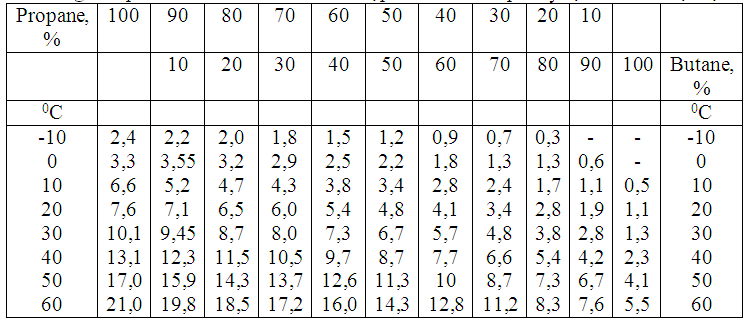 Propane, % 100 90 80 70 60 50 40 30 20 10
10 20 30 40 50 60 70 80 90 100 Butane, %
⁰C ⁰C
-10 2,4 2,2 2,0 1,8 1,5 1,2 0,9 0,7 0,3 - - -10
0 3,3 3,55 3,2 2,9 2,5 2,2 1,8 1,3 1,3 0,6 - 0
10 6,6 5,2 4,7 4,3 3,8 3,4 2,8 2,4 1,7 1,1 0,5 10
20 7,6 7,1 6,5 6,0 5,4 4,8 4,1 3,4 2,8 1,9 1,1 20
30 10,1 9,45 8,7 8,0 7,3 6,7 5,7 4,8 3,8 2,8 1,3 30
40 13,1 12,3 11,5 10,5 9,7 8,7 7,7 6,6 5,4 4,2 2,3 40
50 17,0 15,9 14,3 13,7 12,6 11,3 10 8,7 7,3 6,7 4,1 50
60 21,0 19,8 18,5 17,2 16,0 14,3 12,8 11,2 8,3 7,6 5,5 60